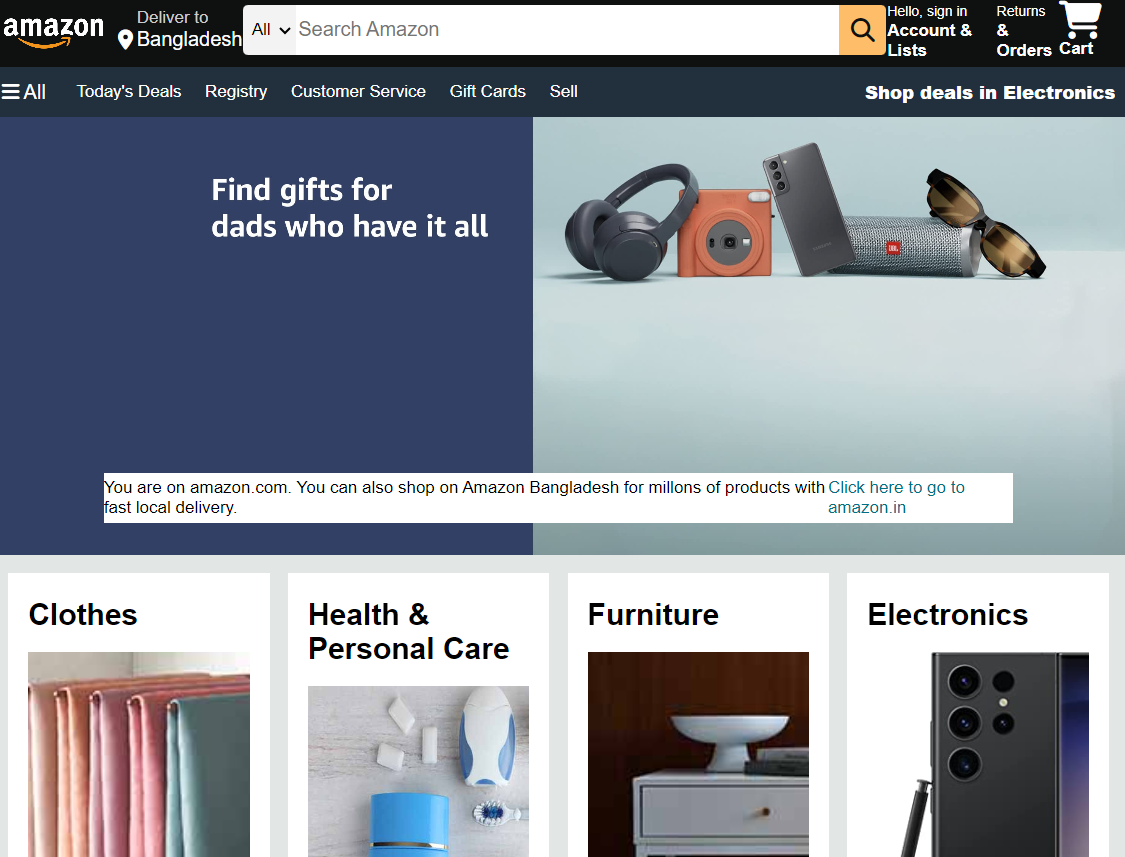 amazon
Deliver to
Bangladesh
All
Search Amazon
Hello, sign in
Account &
Lists
Returns
&
Orders
Cart
All
Today's Deals
Registry
Customer Service
Gift Cards
Sell
Shop deals in Electronics
Find gifts for
dads who have it all
JBL
You are on amazon.com. You can also shop on Amazon Bangladesh for millons of products with
fast local delivery.
Click here to go to
amazon.in
Clothes
Health &
Personal Care
Furniture
Electronics